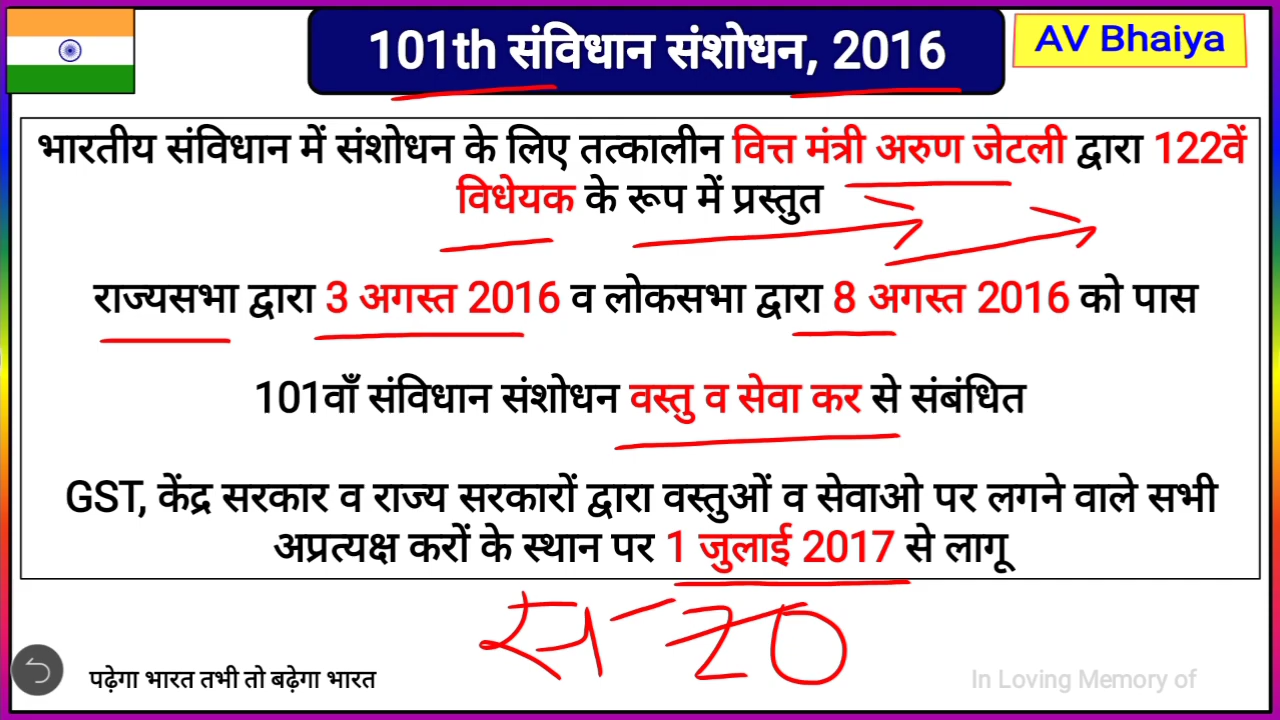 101th संविधान संशोधन, 2016
AV Bhaiya
भारतीय संविधान में संशोधन के लिए तत्कालीन वित्त मंत्री अरुण जेटली द्वारा 122वें
विधेयक के रूप में प्रस्तुत
राज्यसभा द्वारा 3 अगस्त 2016 व लोकसभा द्वारा 8 अगस्त 2016 को पास
101वाँ संविधान संशोधन वस्तु व सेवा कर से संबंधित
GST, केंद्र सरकार व राज्य सरकारों द्वारा वस्तुओं व सेवाओ पर लगने वाले सभी
अप्रत्यक्ष करों के स्थान पर 1 जुलाई 2017 से लागू
पढ़ेगा भारत तभी तो बढ़ेगा भारत
In Loving Memory of